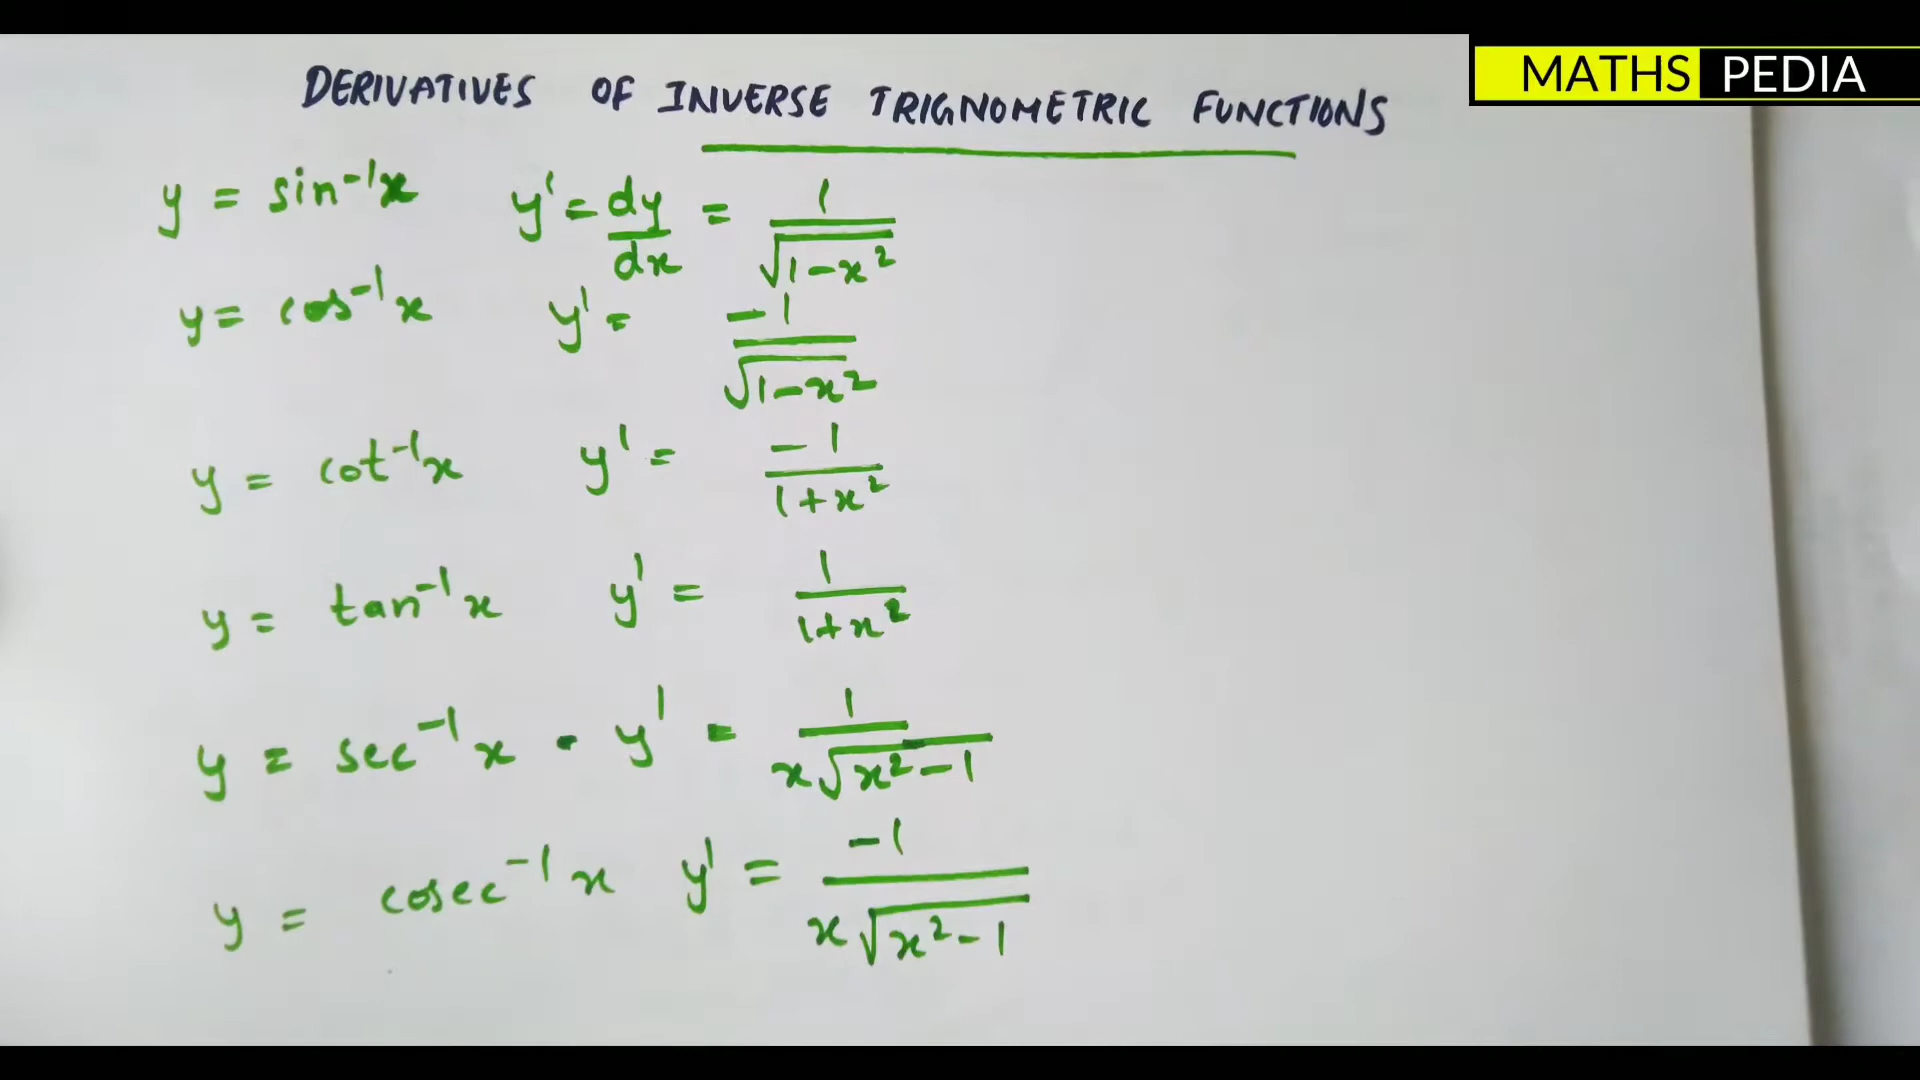 MATHS PEDIA
DERIVATIVES OF INVERSE TRIGNOMETRIC FUNCTIONS
y = sin⁻¹x y' = dy/dx = 1/√(1-x²)
y = cos⁻¹x y' = -1/√(1-x²)
y = cot⁻¹x y' = -1/(1+x²)
y = tan⁻¹x y' = 1/(1+x²)
y = sec⁻¹x - y' = 1/(x√(x²-1))
y = cosec⁻¹x y' = -1/(x√(x²-1))